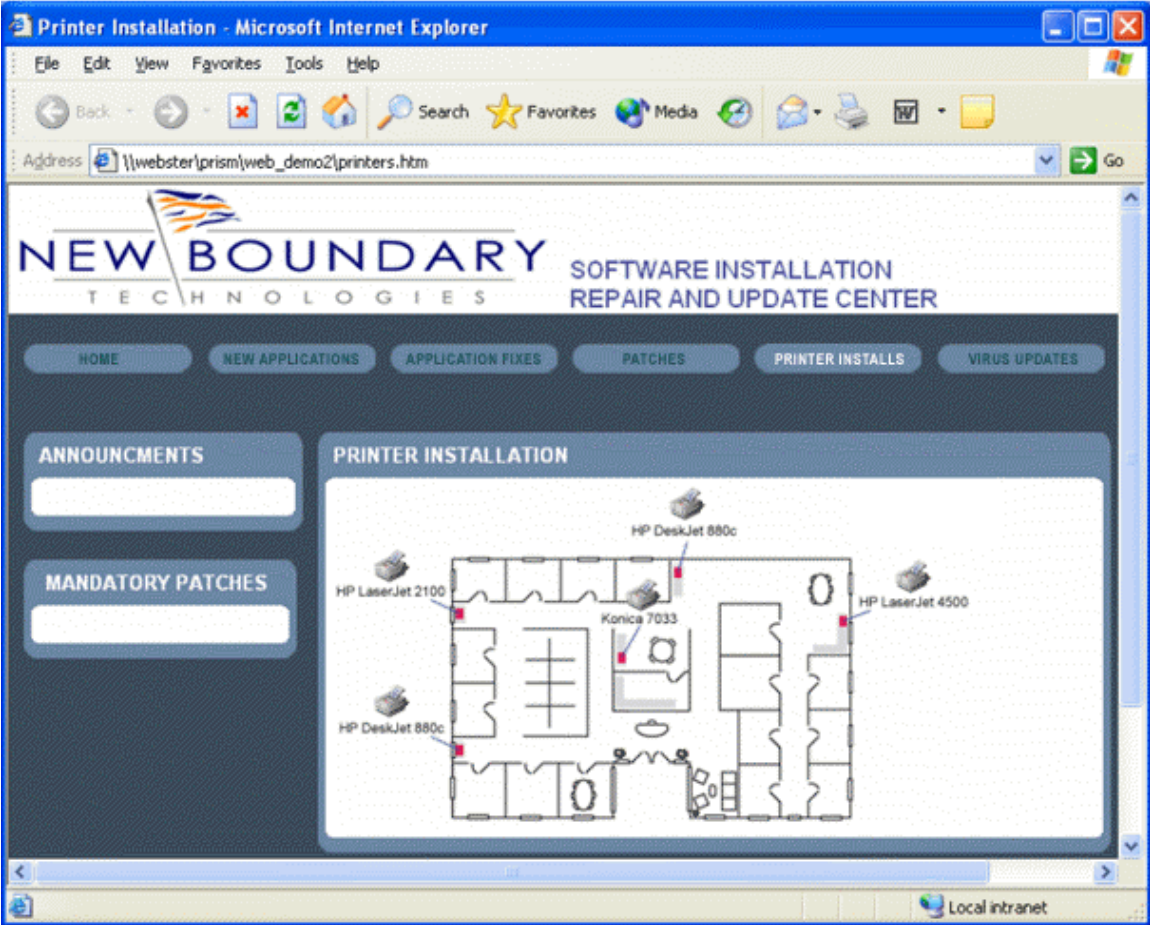 Printer Installation - Microsoft Internet Explorer
File Edit View Favorites Tools Help
Back Search Favorites Media
Address \\webster\prism\web_demo2\printers.htm Go
NEW BOUNDARY
TECHNOLOGIES
SOFTWARE INSTALLATION
REPAIR AND UPDATE CENTER
HOME NEW APPLICATIONS APPLICATION FIXES PATCHES PRINTER INSTALLS VIRUS UPDATES
ANNOUNCMENTS
MANDATORY PATCHES
PRINTER INSTALLATION
HP DeskJet 880c
HP LaserJet 2100
HP LaserJet 4500
Konica 7033
HP DeskJet 880c
Local intranet